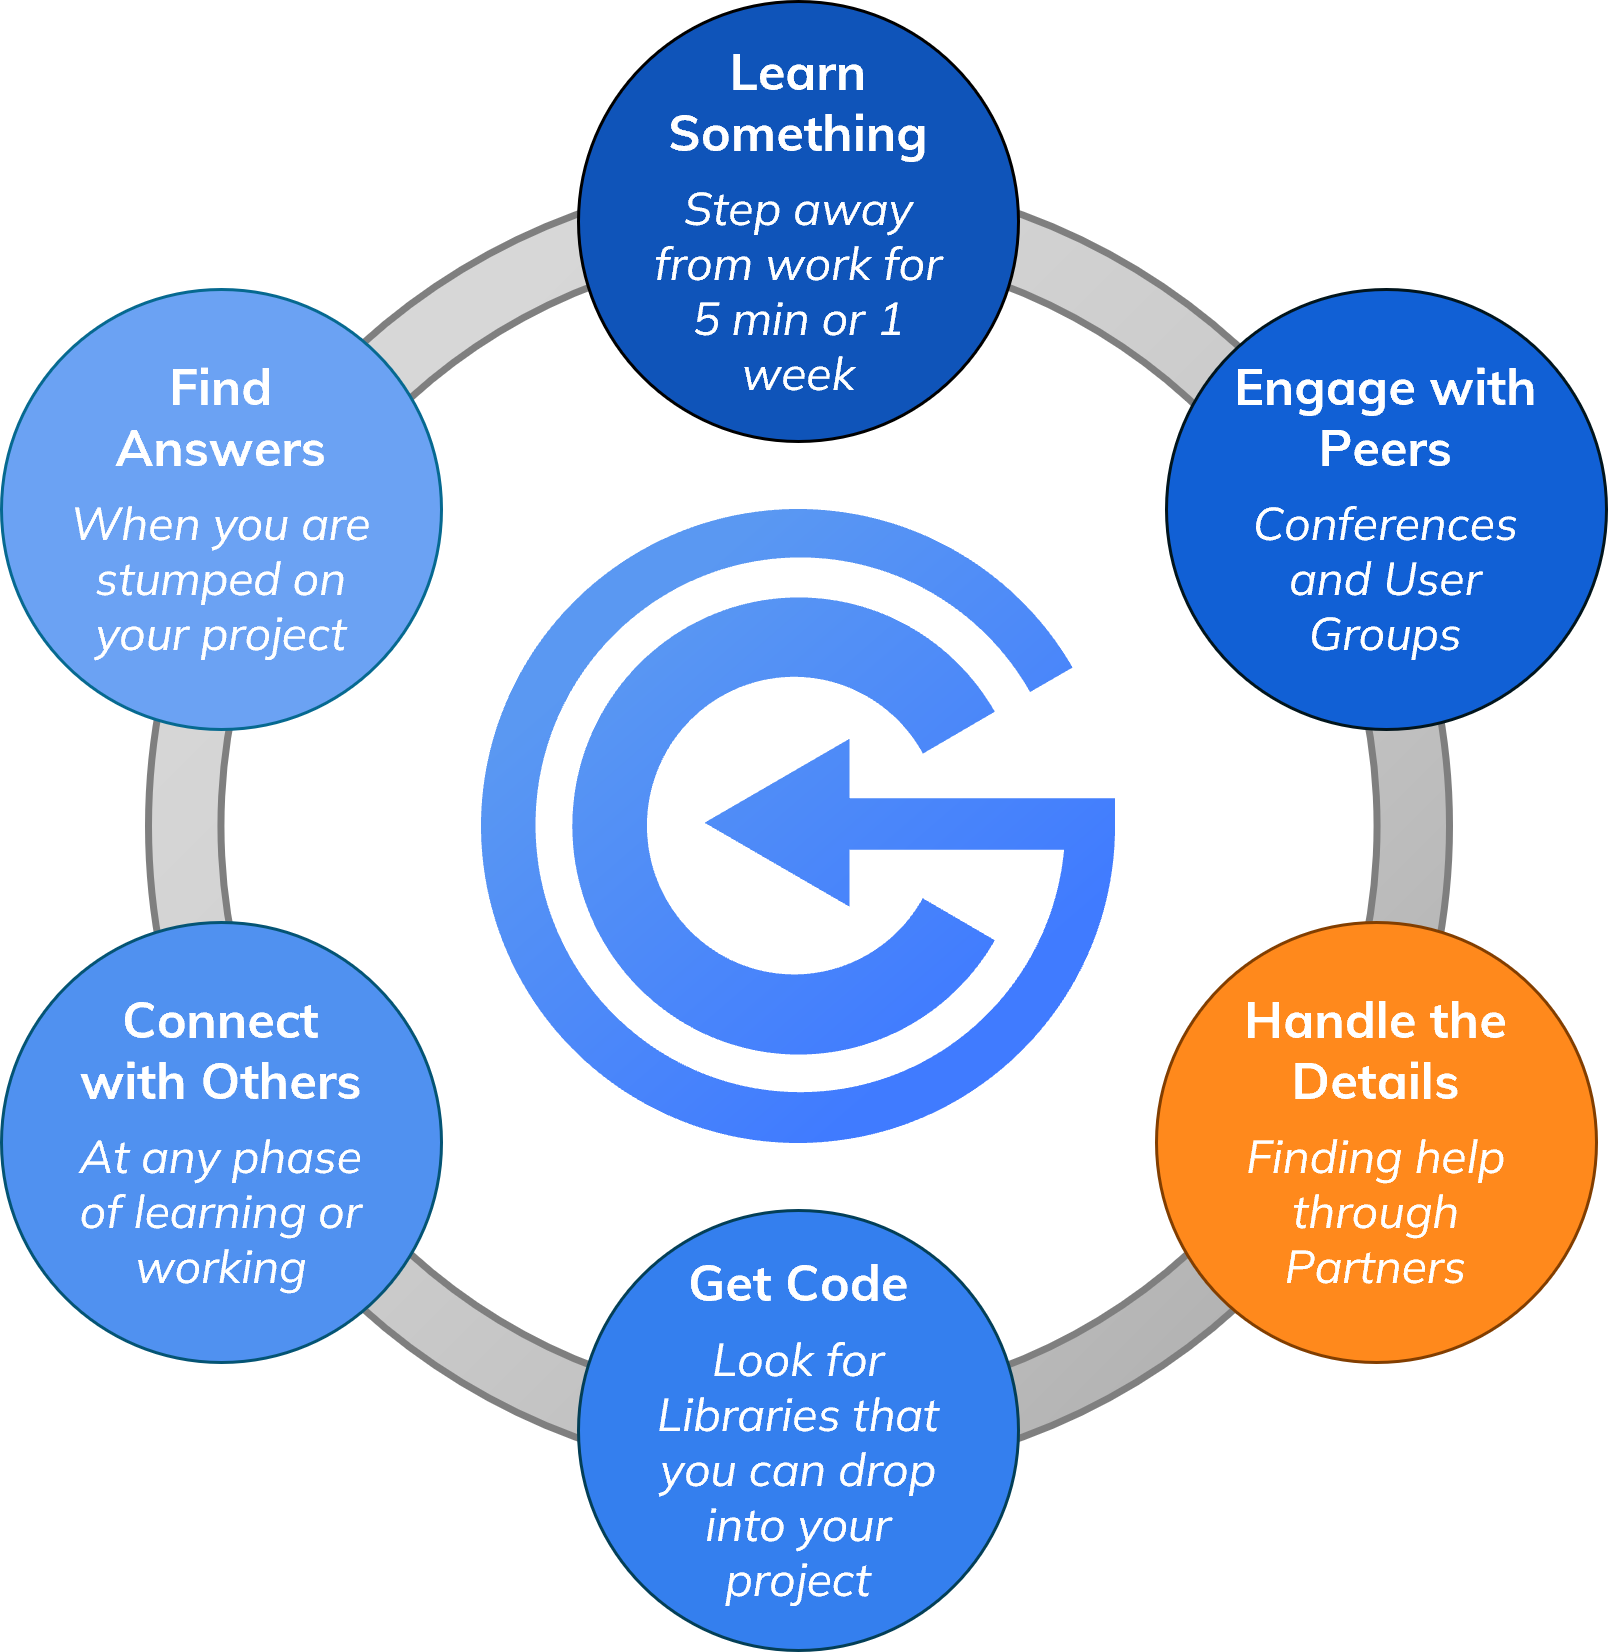 Learn
Something
Step away
from work for
5 min or 1
week
Engage with
Peers
Conferences
and User
Groups
Handle the
Details
Finding help
through
Partners
Get Code
Look for
Libraries that
you can drop
into your
project
Connect
with Others
At any phase
of learning or
working
Find
Answers
When you are
stumped on
your project